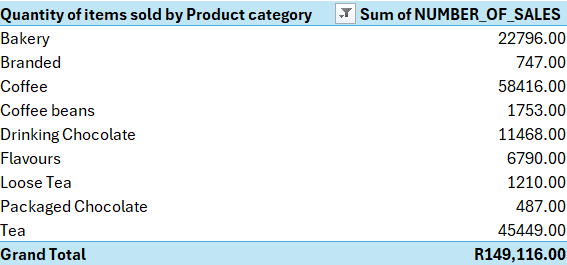 Quantity of items sold by Product category Sum of NUMBER_OF_SALES
Bakery 22796.00
Branded 747.00
Coffee 58416.00
Coffee beans 1753.00
Drinking Chocolate 11468.00
Flavours 6790.00
Loose Tea 1210.00
Packaged Chocolate 487.00
Tea 45449.00
Grand Total R149,116.00